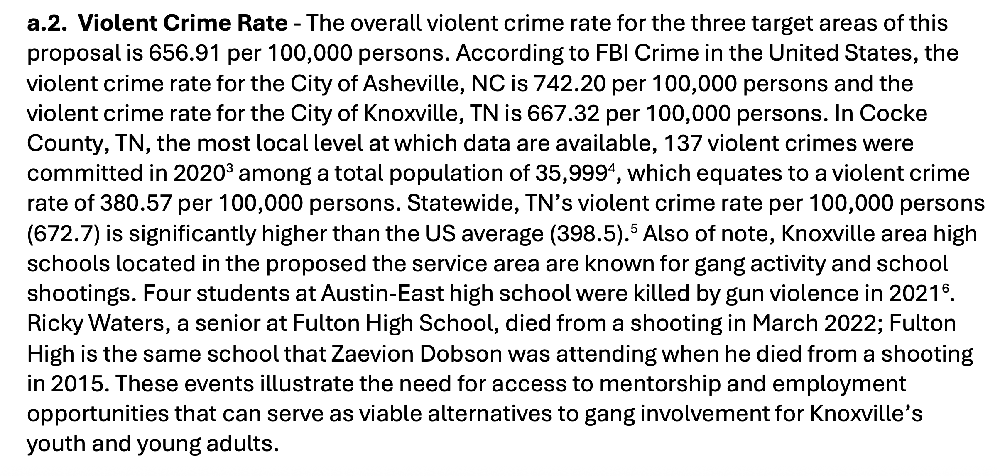 a.2. Violent Crime Rate - The overall violent crime rate for the three target areas of this
proposal is 656.91 per 100,000 persons. According to FBI Crime in the United States, the
violent crime rate for the City of Asheville, NC is 742.20 per 100,000 persons and the
violent crime rate for the City of Knoxville, TN is 667.32 per 100,000 persons. In Cocke
County, TN, the most local level at which data are available, 137 violent crimes were
committed in 2020³ among a total population of 35,999⁴, which equates to a violent crime
rate of 380.57 per 100,000 persons. Statewide, TN’s violent crime rate per 100,000 persons
(672.7) is significantly higher than the US average (398.5).⁵ Also of note, Knoxville area high
schools located in the proposed the service area are known for gang activity and school
shootings. Four students at Austin-East high school were killed by gun violence in 2021⁶.
Ricky Waters, a senior at Fulton High School, died from a shooting in March 2022; Fulton
High is the same school that Zaevion Dobson was attending when he died from a shooting
in 2015. These events illustrate the need for access to mentorship and employment
opportunities that can serve as viable alternatives to gang involvement for Knoxville’s
youth and young adults.